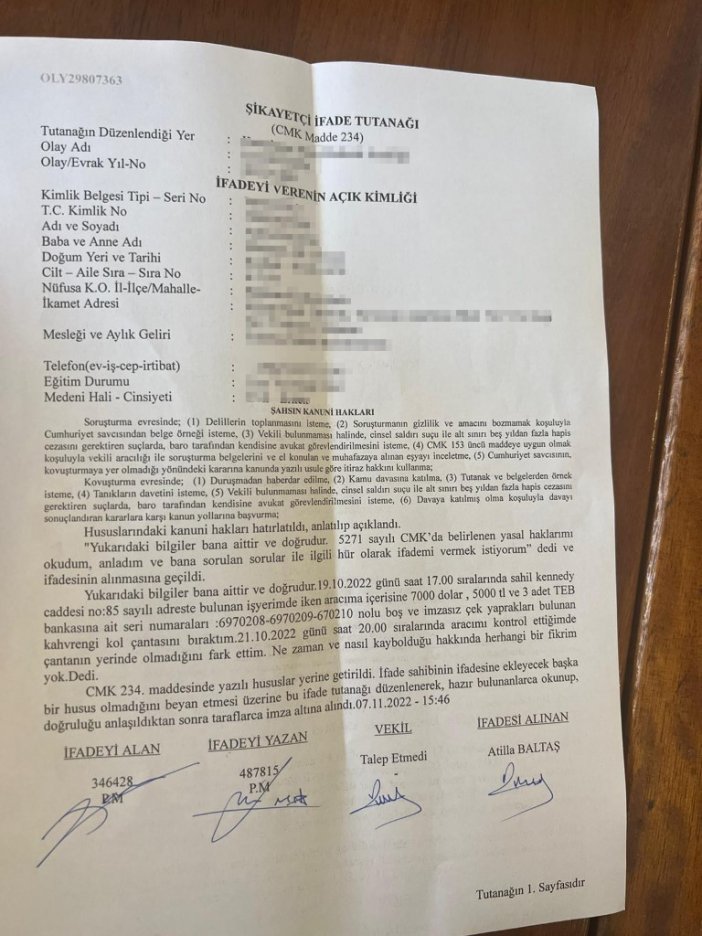 OLY29807363
ŞİKAYETÇİ İFADE TUTANAĞI
(CMK Madde 234)
Tutanağın Düzenlendiği Yer :
Olay Adı :
Olay/Evrak Yıl-No :
İFADEYİ VERENİN AÇIK KİMLİĞİ
Kimlik Belgesi Tipi – Seri No :
T.C. Kimlik No :
Adı ve Soyadı :
Baba ve Anne Adı :
Doğum Yeri ve Tarihi :
Cilt – Aile Sıra – Sıra No :
Nüfusa K.O. İl-İlçe/Mahalle- :
İkamet Adresi :
Mesleği ve Aylık Geliri :
Telefon(ev-iş-cep-irtibat) :
Eğitim Durumu :
Medeni Hali - Cinsiyeti :
ŞAHSIN KANUNİ HAKLARI
Soruşturma evresinde; (1) Delillerin toplanmasını isteme, (2) Soruşturmanın gizlilik ve amacını bozmamak koşuluyla
Cumhuriyet savcısından belge örneği isteme, (3) Vekili bulunmaması halinde, cinsel saldırı suçu ile alt sınırı beş yıldan fazla hapis
cezasını gerektiren suçlarda, baro tarafından kendisine avukat görevlendirilmesini isteme, (4) CMK 153 üncü maddeye uygun olmak
koşuluyla vekili aracılığı ile soruşturma belgelerini ve el konulan ve muhafazaya alınan eşyayı inceletme, (5) Cumhuriyet savcısının,
kovuşturmaya yer olmadığı yönündeki kararına kanunda yazılı usule göre itiraz hakkını kullanma;
Kovuşturma evresinde; (1) Duruşmadan haberdar edilme, (2) Kamu davasına katılma, (3) Tutanak ve belgelerden örnek
isteme, (4) Tanıkların davetini isteme, (5) Vekili bulunmaması halinde, cinsel saldırı suçu ile alt sınırı beş yıldan fazla hapis cezasını
gerektiren suçlarda, baro tarafından kendisine avukat görevlendirilmesini isteme, (6) Davaya katılmış olma koşuluyla davayı
sonuçlandıran kararlara karşı kanun yollarına başvurma;
Hususlarındaki kanuni hakları hatırlatıldı, anlatılıp açıklandı.
"Yukarıdaki bilgiler bana aittir ve doğrudur. 5271 sayılı CMK'da belirlenen yasal haklarımı
okudum, anladım ve bana sorulan sorular ile ilgili hür olarak ifademi vermek istiyorum" dedi ve
ifadesinin alınmasına geçildi.
Yukarıdaki bilgiler bana aittir ve doğrudur.19.10.2022 günü saat 17.00 sıralarında sahil kennedy
caddesi no:85 sayılı adreste bulunan işyerimde iken aracıma içerisine 7000 dolar , 5000 tl ve 3 adet TEB
bankasına ait seri numaraları :6970208-6970209-670210 nolu boş ve imzasız çek yaprakları bulunan
kahvrengi kol çantasını bıraktım.21.10.2022 günü saat 20.00 sıralarında aracımı kontrol ettiğimde
çantanın yerinde olmadığını fark ettim. Ne zaman ve nasıl kaybolduğu hakkında herhangi bir fikrim
yok.Dedi.
CMK 234. maddesinde yazılı hususlar yerine getirildi. İfade sahibinin ifadesine ekleyecek başka
bir husus olmadığını beyan etmesi üzerine bu ifade tutanağı düzenlenerek, hazır bulunanlarca okunup,
doğruluğu anlaşıldıktan sonra taraflarca imza altına alındı.07.11.2022 - 15:46
İFADEYİ ALAN İFADEYİ YAZAN VEKİL İFADESİ ALINAN
346428 487815 Talep Etmedi Atilla BALTAŞ
P.M P.M
Tutanağın 1. Sayfasıdır